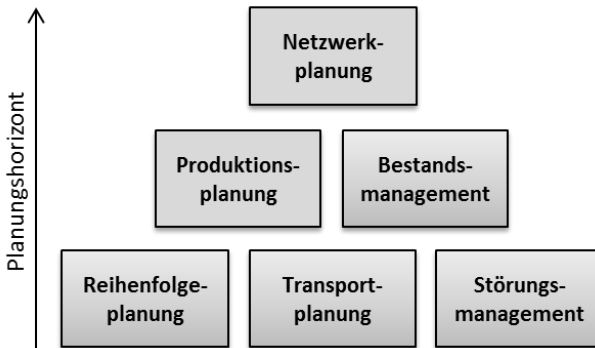 Planungshorizont
Netzwerk-
planung
Produktions-
planung
Bestands-
management
Reihenfolge-
planung
Transport-
planung
Störungs-
management